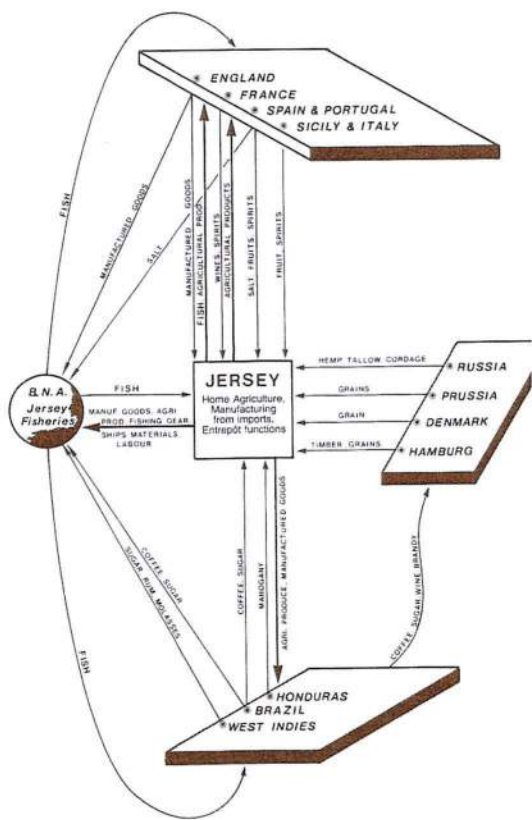 ENGLAND
FRANCE
SPAIN & PORTUGAL
SICILY & ITALY
FISH
MANUFACTURED GOODS
SALT
MANUFACTURED GOODS
FISH AGRICULTURAL PROD.
WINES, SPIRITS
AGRICULTURAL PRODUCTS
SALT FRUITS, SPIRITS
FRUIT, SPIRITS
B.N.A.
Jersey-
Fisheries
FISH
MANUF GOODS, AGRI
PROD. FISHING GEAR
SHIPS MATERIALS,
LABOUR
JERSEY
Home Agriculture,
Manufacturing
from imports,
Entrepôt functions
HEMP TALLOW CORDAGE
GRAINS
GRAIN
TIMBER GRAINS
RUSSIA
PRUSSIA
DENMARK
HAMBURG
COFFEE SUGAR
SUGAR RUM, MOLASSES
COFFEE, SUGAR
MAHOGANY
AGRI. PRODUCE, MANUFACTURED GOODS
COFFEE, SUGAR, WINE BRANDY
FISH
HONDURAS
BRAZIL
WEST INDIES